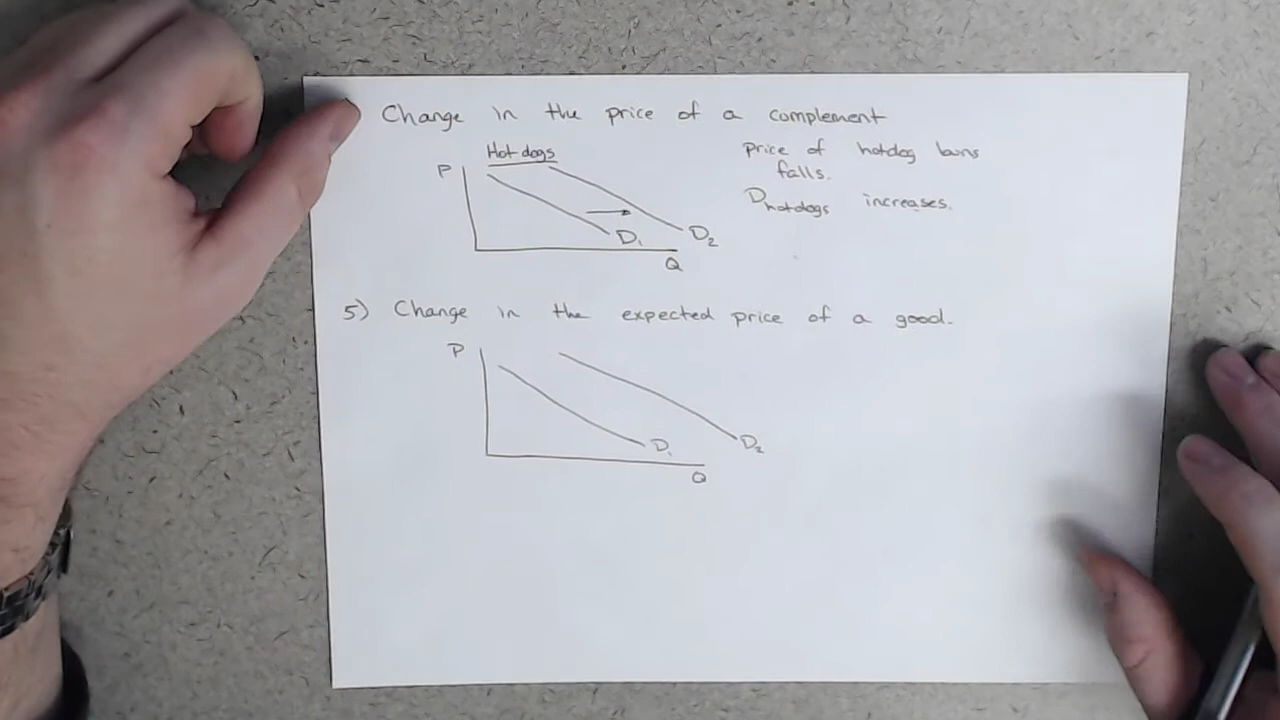 Change in the price of a complement
Hot dogs
P
D1
D2
Q
price of hotdog buns
falls.
Dhotdogs increases.
5) Change in the expected price of a good.
P
D1
D2
Q